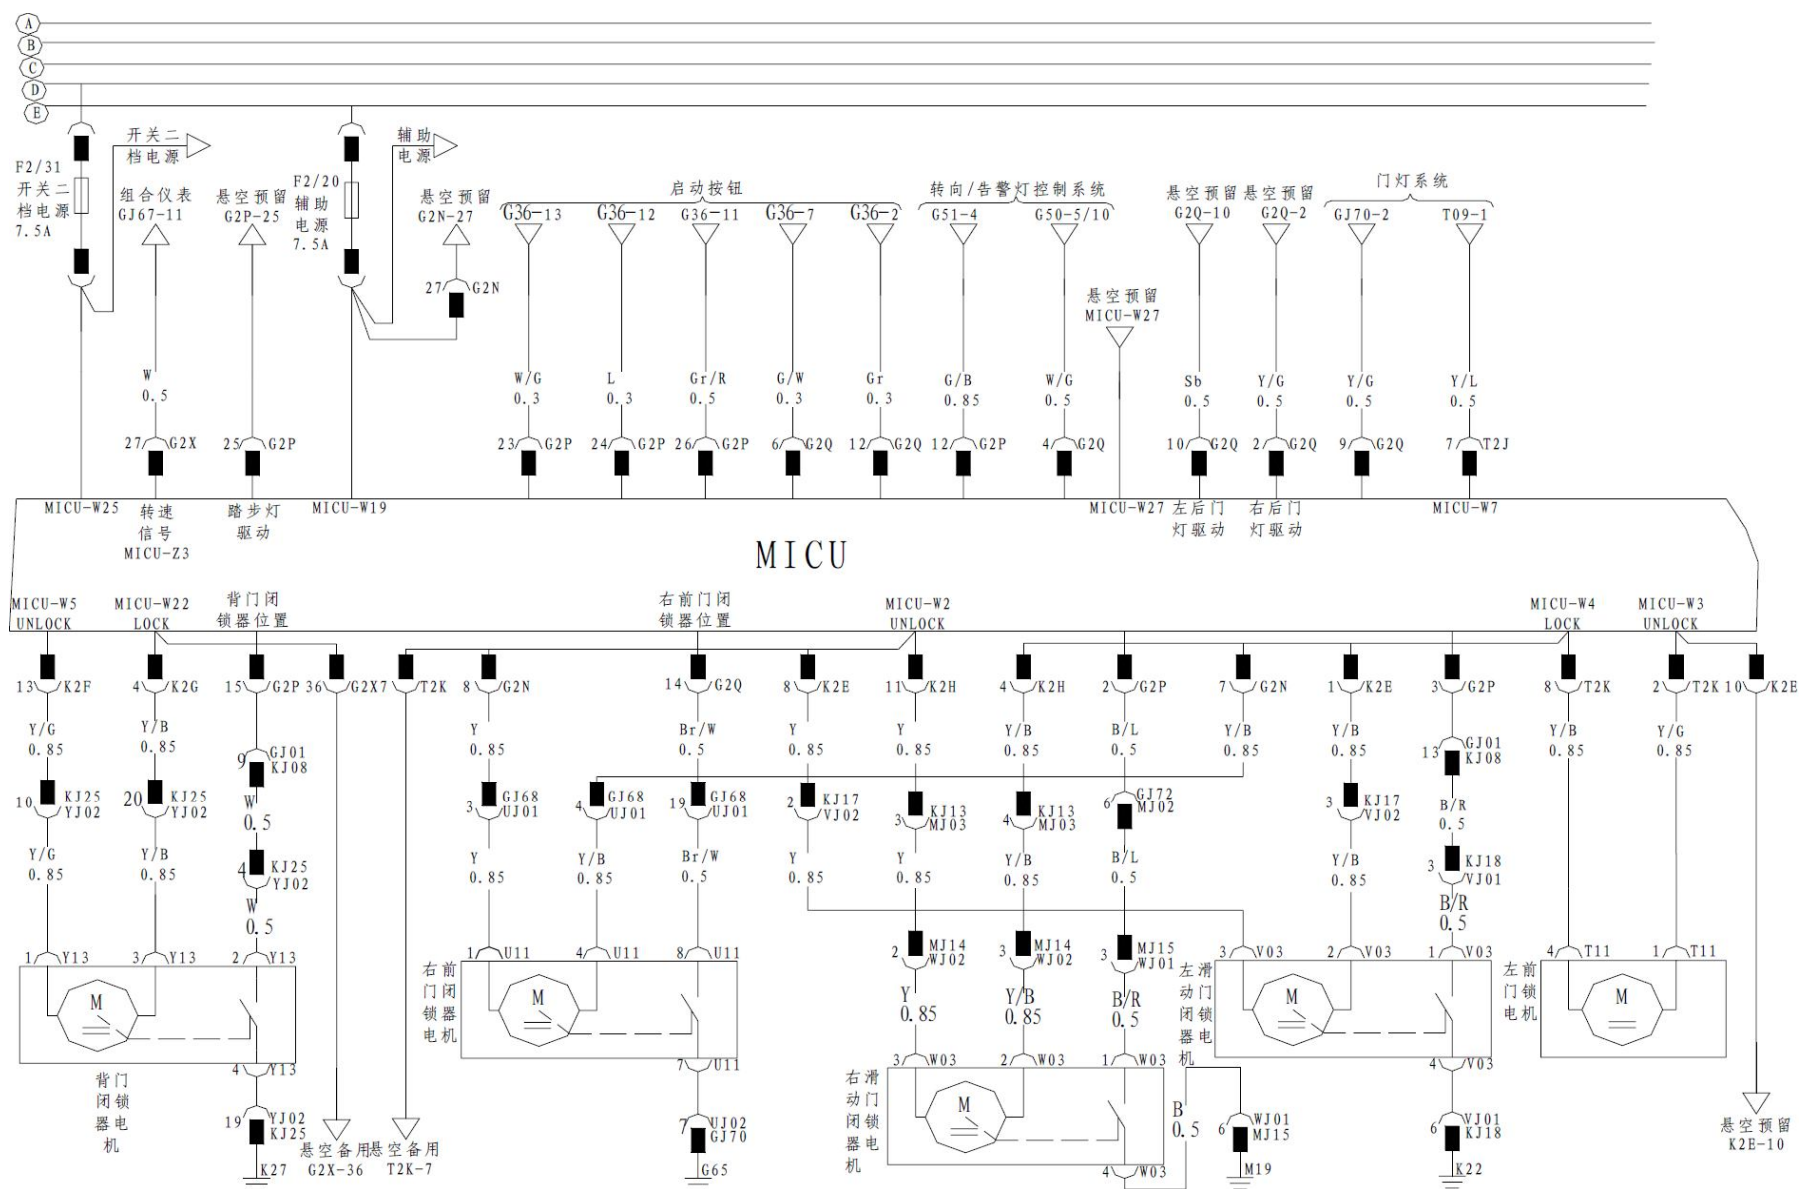 A
B
C
D
E
F2/31
开关二
档电源
7.5A
开关二
档电源
组合仪表
GJ67-11
悬空预留
G2P-25
F2/20
辅助
电源
7.5A
辅助
电源
悬空预留
G2N-27
启动按钮
G36-13 G36-12 G36-11 G36-7 G36-2
转向/告警灯控制系统
G51-4 G50-5/10
悬空预留 悬空预留
G2Q-10 G2Q-2
门灯系统
GJ70-2 T09-1
27 G2N
悬空预留
MICU-W27
W
0.5
W/G
0.3
L
0.3
Gr/R
0.5
G/W
0.3
Gr
0.3
G/B
0.85
W/G
0.5
Sb
0.5
Y/G
0.5
Y/G
0.5
Y/L
0.5
27 G2X 25 G2P 23 G2P 24 G2P 26 G2P 6 G2Q 12 G2Q 12 G2P 4 G2Q 10 G2Q 2 G2Q 9 G2Q 7 T2J
MICU-W25
转速
信号
MICU-Z3
踏步灯
驱动
MICU-W19
MICU-W27
左后门
灯驱动
右后门
灯驱动
MICU-W7
MICU
MICU-W5
UNLOCK
MICU-W22
LOCK
背门闭
锁器位置
右前门闭
锁器位置
MICU-W2
UNLOCK
MICU-W4
LOCK
MICU-W3
UNLOCK
13 K2F 4 K2G 15 G2P 36 G2X 7 T2K 8 G2N 14 G2Q 8 K2E 11 K2H 4 K2H 2 G2P 7 G2N 1 K2E 3 G2P 8 T2K 2 T2K 10 K2E
Y/G
0.85
Y/B
0.85
Y
0.85
Br/W
0.5
Y
0.85
Y
0.85
Y/B
0.85
B/L
0.5
Y/B
0.85
Y/B
0.85
Y/B
0.85
Y/G
0.85
9 GJ01
KJ08
13 GJ01
KJ08
10 KJ25
YJ02
20 KJ25
YJ02
W
0.5
3 GJ68
UJ01
4 GJ68
UJ01
19 GJ68
UJ01
2 KJ17
VJ02
3 KJ13
MJ03
4 KJ13
MJ03
6 GJ72
MJ02
3 KJ17
VJ02
B/R
0.5
Y/G
0.85
Y/B
0.85
4 KJ25
YJ02
Y
0.85
Y/B
0.85
Br/W
0.5
Y
0.85
Y
0.85
Y/B
0.85
B/L
0.5
Y/B
0.85
3 KJ18
VJ01
W
0.5
B/R
0.5
1 Y13 3 Y13 2 Y13
1 U11 4 U11 8 U11
2 MJ14
WJ02
3 MJ14
WJ02
3 MJ15
WJ01
3 V03 2 V03 1 V03
4 T11 1 T11
M
右前
门闭
锁器
电机
M
Y
0.85
Y/B
0.85
B/R
0.5
左滑
动门
闭锁
器电
机
M
左前
门锁
电机
M
4 Y13
7 U11
3 W03 2 W03 1 W03
4 V03
背门
闭锁
器电
机
19 YJ02
KJ25
K27
悬空备用
G2X-36
悬空备用
T2K-7
7 UJ02
GJ70
G65
右滑
动门
闭锁
器电
机
M
4 W03
B
0.5
6 WJ01
MJ15
M19
6 VJ01
KJ18
K22
悬空预留
K2E-10